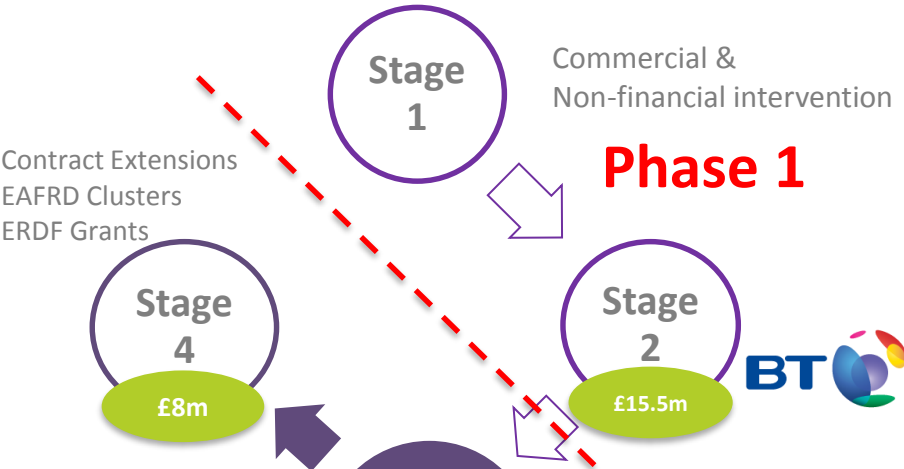 Stage
1
Commercial &
Non-financial intervention
Phase 1
Contract Extensions
EAFRD Clusters
ERDF Grants
Stage
4
£8m
Stage
2
£15.5m
BT